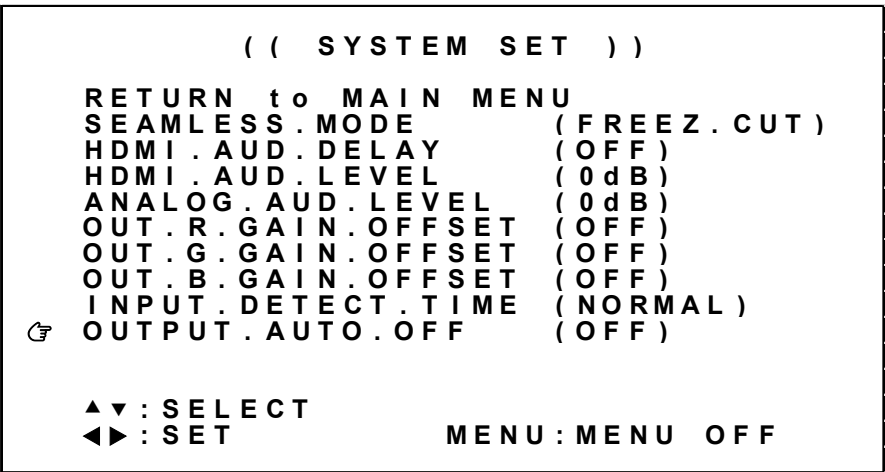 (( SYSTEM SET ))
RETURN to MAIN MENU
SEAMLESS.MODE (FREEZ.CUT)
HDMI.AUD.DELAY (OFF)
HDMI.AUD.LEVEL (0dB)
ANALOG.AUD.LEVEL (0dB)
OUT.R.GAIN.OFFSET (OFF)
OUT.G.GAIN.OFFSET (OFF)
OUT.B.GAIN.OFFSET (OFF)
INPUT.DETECT.TIME (NORMAL)
☞ OUTPUT.AUTO.OFF (OFF)
▲▼:SELECT
◀▶:SET MENU:MENU OFF